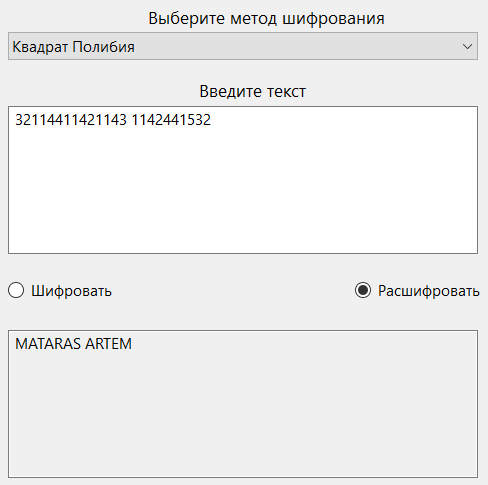 Выберите метод шифрования
Квадрат Полибия
Введите текст
32114411421143 1142441532
Шифровать
Расшифровать
MATARAS ARTEM